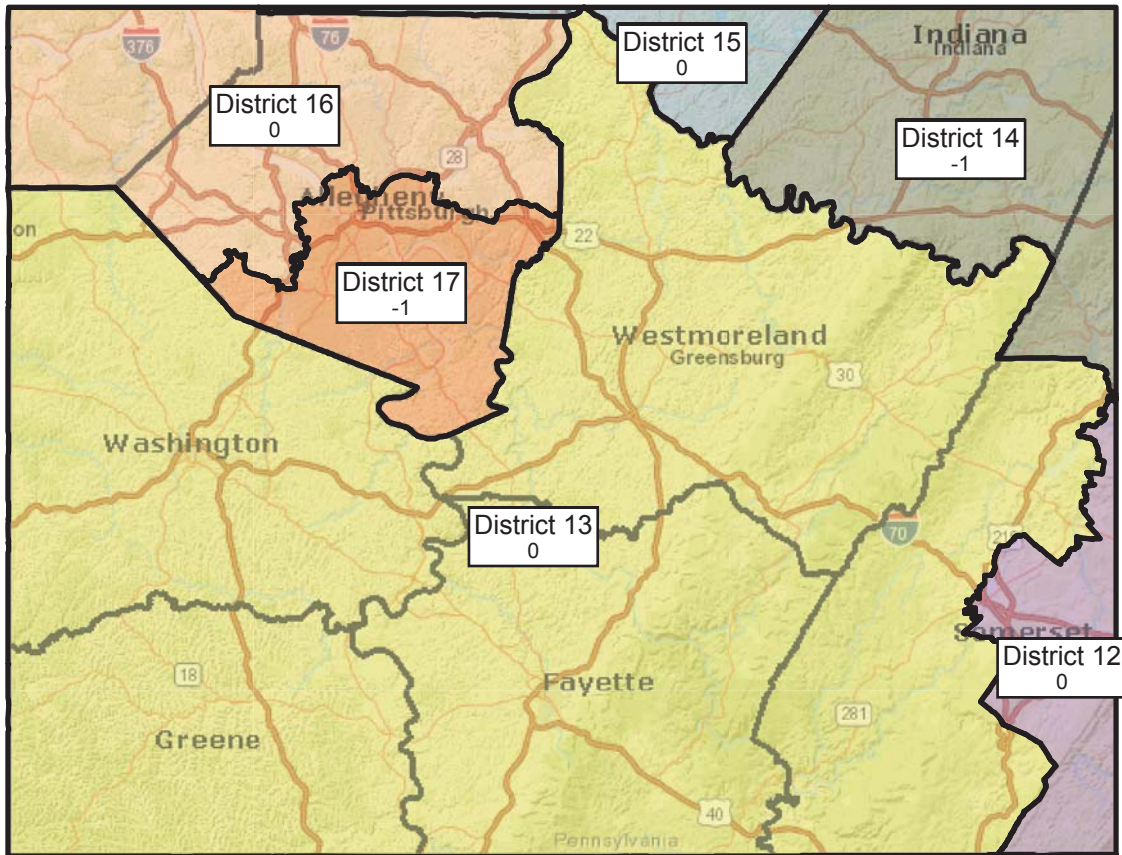 376
76
District 15
0
Indiana
Indiana
District 16
0
District 14
-1
28
Allegheny
Pittsburgh
on
22
District 17
-1
Westmoreland
Greensburg
30
Washington
District 13
0
70
219
Somerset
District 12
0
18
Fayette
281
Greene
40
Pennsylvania